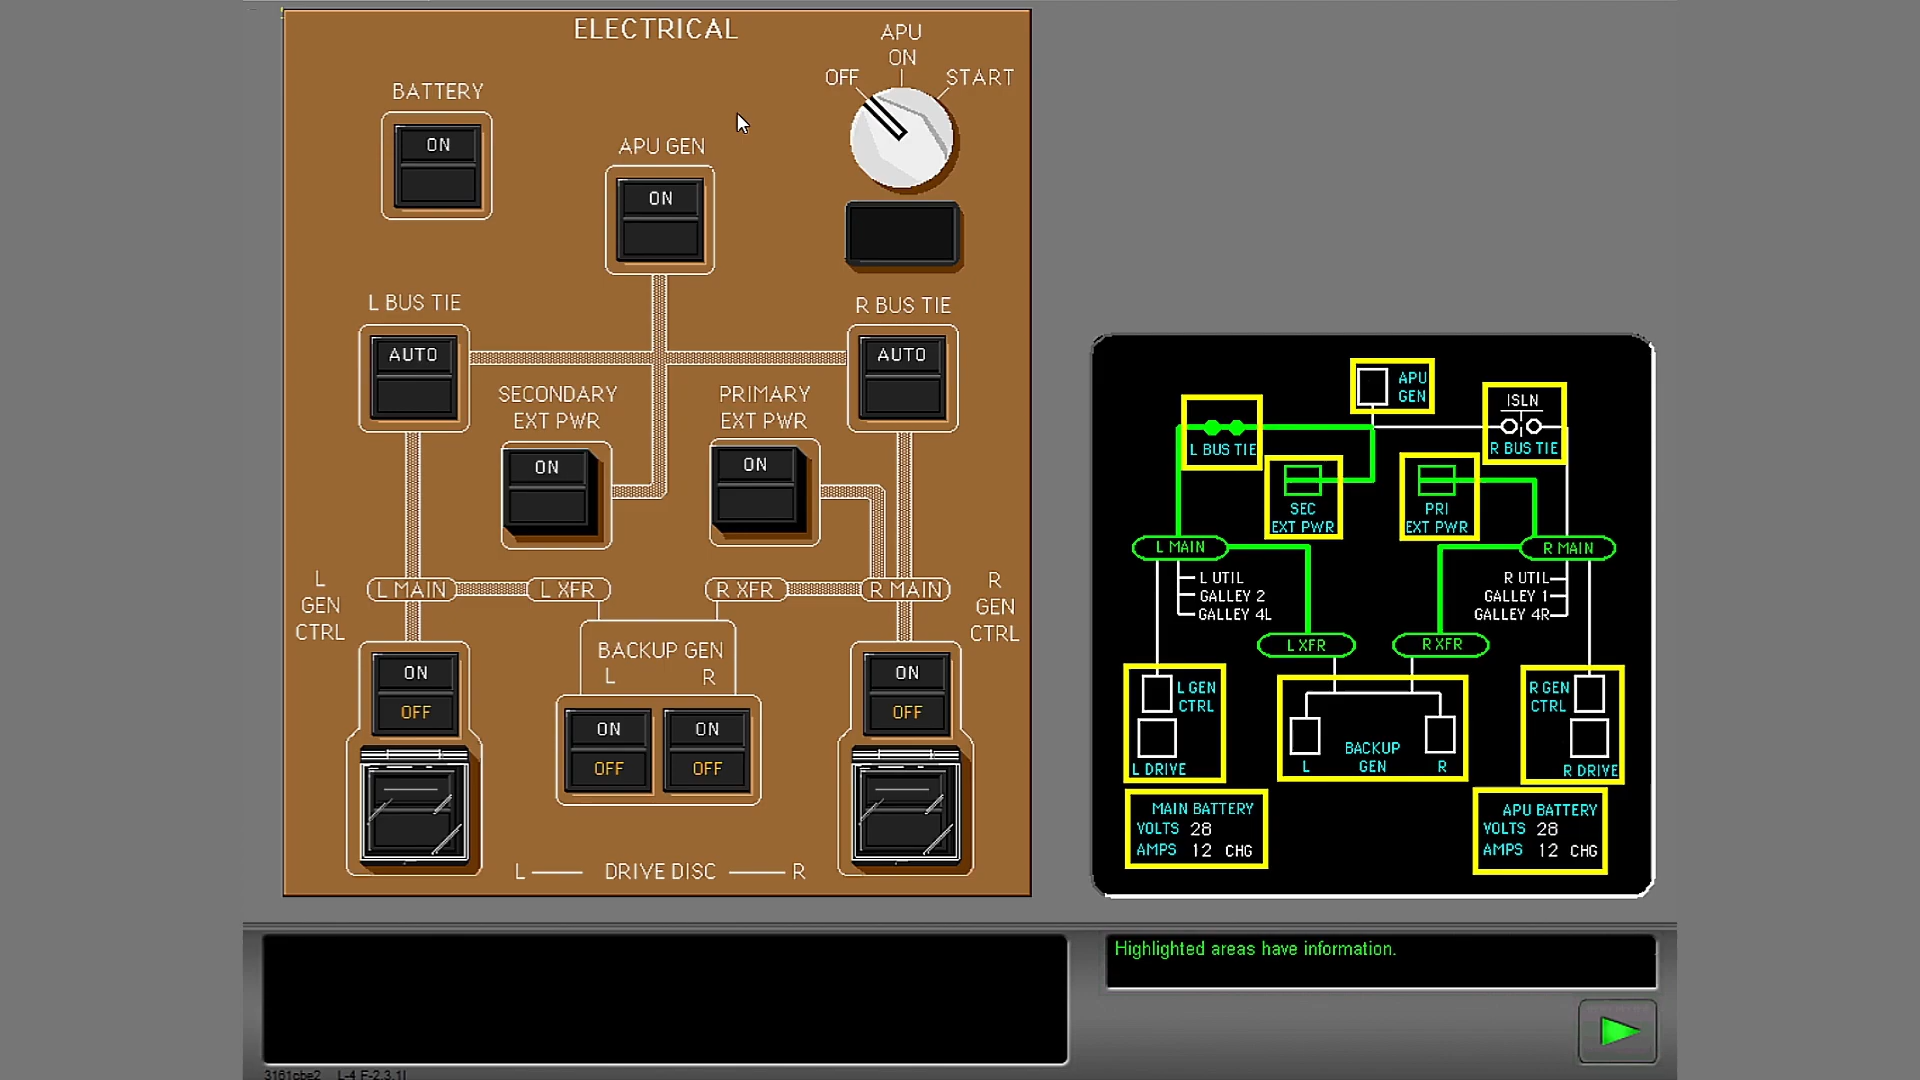 ELECTRICAL
APU
ON
OFF
START
BATTERY
ON
APU GEN
ON
L BUS TIE
R BUS TIE
AUTO
AUTO
SECONDARY
EXT PWR
PRIMARY
EXT PWR
ON
ON
L
GEN
CTRL
L MAIN
L XFR
R XFR
R MAIN
R
GEN
CTRL
BACKUP GEN
L R
ON
OFF
ON
OFF
ON
OFF
ON
OFF
L DRIVE DISC R
APU
GEN
ISLN
L BUS TIE
R BUS TIE
SEC
EXT PWR
PRI
EXT PWR
L MAIN
R MAIN
L UTIL
GALLEY 2
GALLEY 4L
R UTIL
GALLEY 1
GALLEY 4R
L XFR
R XFR
L GEN
CTRL
L DRIVE
BACKUP
L GEN R
R GEN
CTRL
R DRIVE
MAIN BATTERY
VOLTS 28
AMPS 12 CHG
APU BATTERY
VOLTS 28
AMPS 12 CHG
Highlighted areas have information.